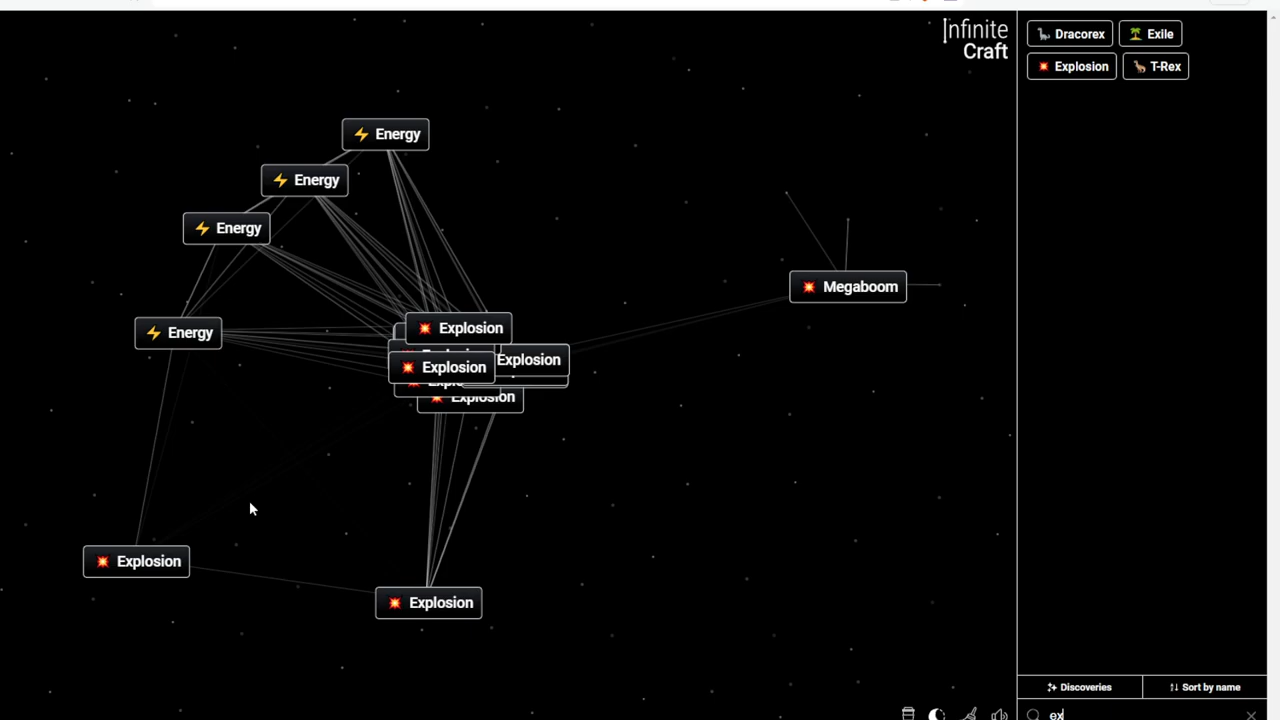 Infinite
Craft
Dracorex
Exile
Explosion
T-Rex
Energy
Energy
Energy
Energy
Megaboom
Explosion
Explosion
Explosion
Explosion
Explosion
Explosion
Discoveries
Sort by name
ex